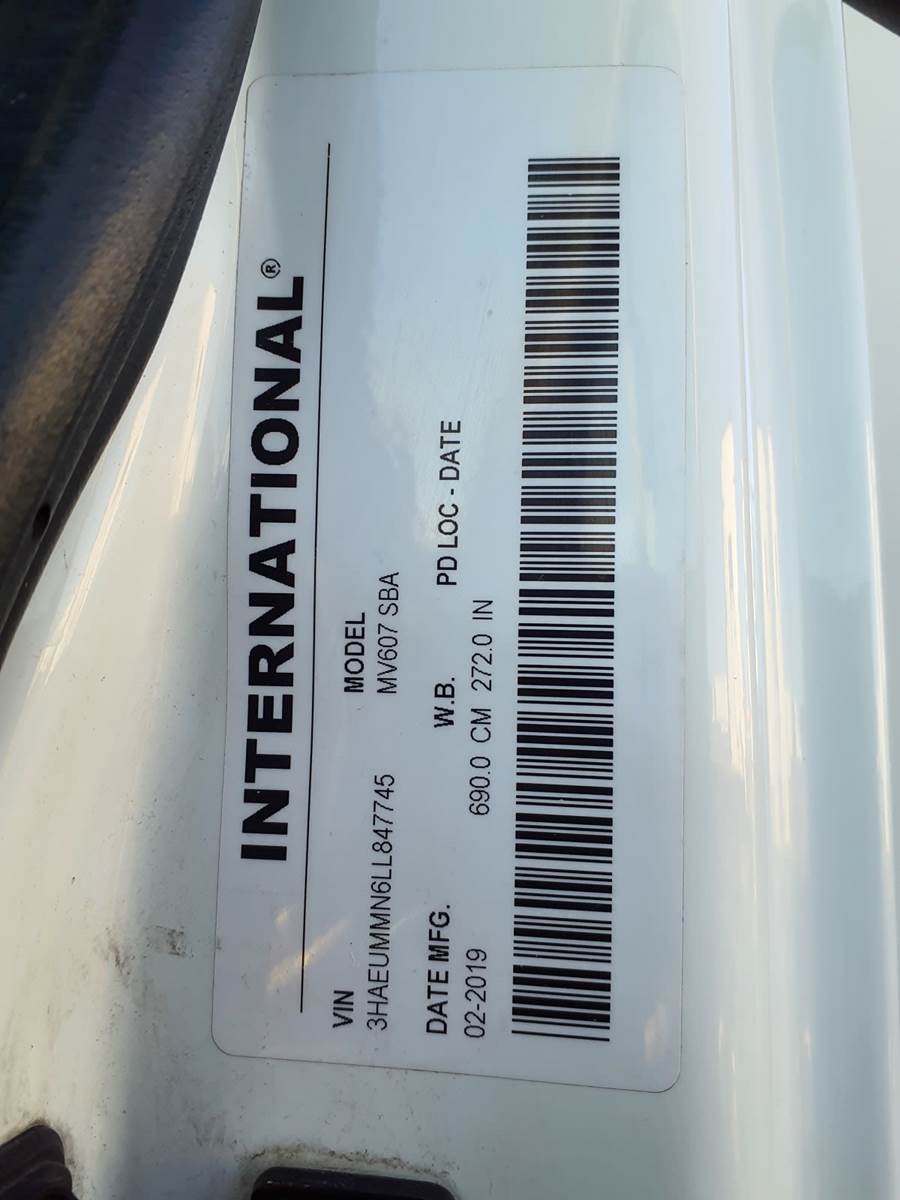 INTERNATIONAL®
VIN MODEL
3HAEUMMN6LL847745 MV607 SBA
DATE MFG. W.B. PD LOC - DATE
02-2019 690.0 CM 272.0 IN